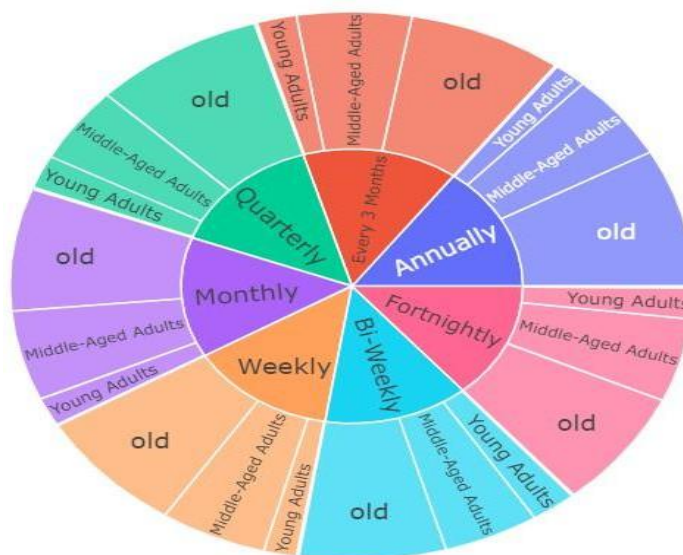 Young Adults
Middle-Aged Adults
old
Every 3 Months
Young Adults
Middle-Aged Adults
old
Annually
Young Adults
Middle-Aged Adults
old
Fortnightly
Young Adults
Middle-Aged Adults
old
Bi-Weekly
Young Adults
Middle-Aged Adults
old
Weekly
Young Adults
Middle-Aged Adults
old
Monthly
Young Adults
Middle-Aged Adults
old
Quarterly